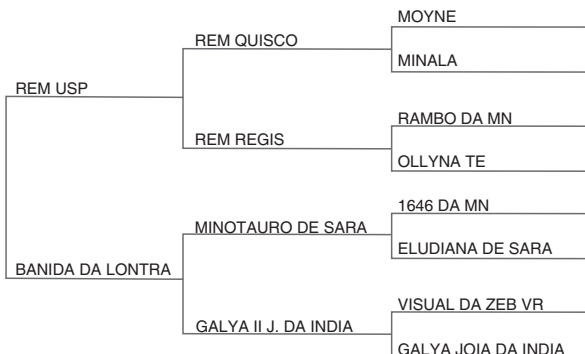 MOYNE
REM QUISCO
MINALA
REM USP
RAMBO DA MN
REM REGIS
OLLYNA TE
1646 DA MN
MINOTAURO DE SARA
ELUDIANA DE SARA
BANIDA DA LONTRA
VISUAL DA ZEB VR
GALYA II J. DA INDIA
GALYA JOIA DA INDIA